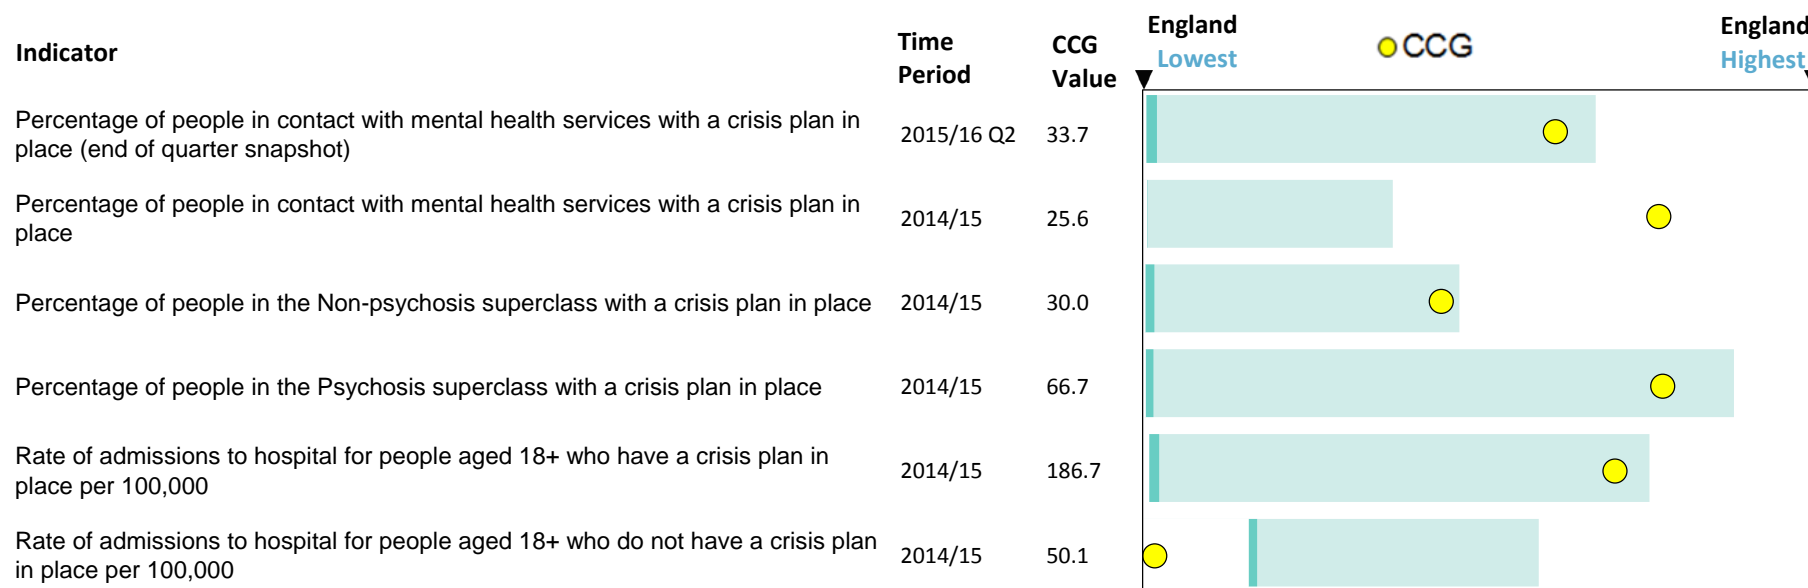 Indicator
Time
Period
CCG
Value
England
Lowest
CCG
England
Highest
Percentage of people in contact with mental health services with a crisis plan in
place (end of quarter snapshot)
2015/16 Q2
33.7
Percentage of people in contact with mental health services with a crisis plan in
place
2014/15
25.6
Percentage of people in the Non-psychosis superclass with a crisis plan in place
2014/15
30.0
Percentage of people in the Psychosis superclass with a crisis plan in place
2014/15
66.7
Rate of admissions to hospital for people aged 18+ who have a crisis plan in
place per 100,000
2014/15
186.7
Rate of admissions to hospital for people aged 18+ who do not have a crisis plan
in place per 100,000
2014/15
50.1